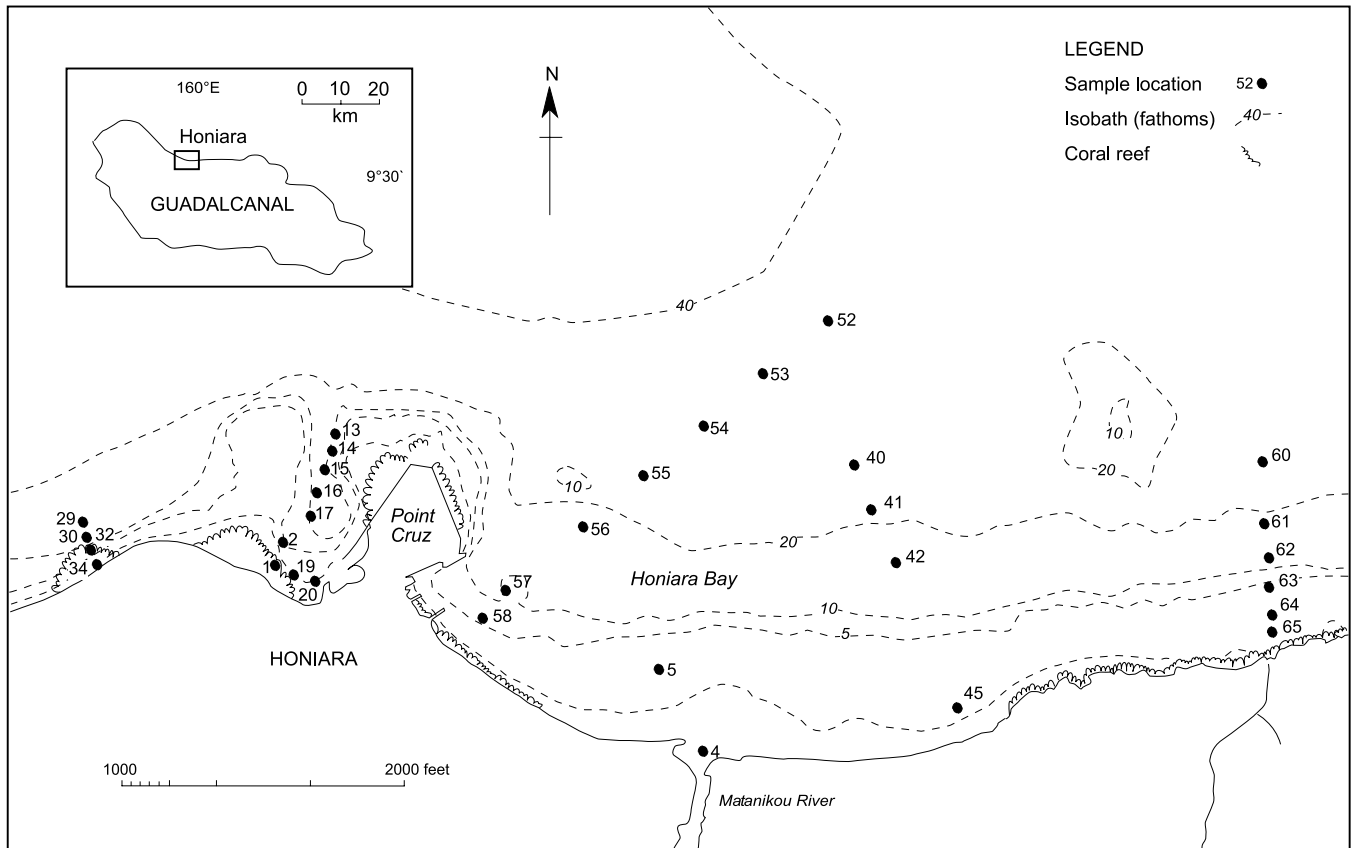 160°E
0 10 20
km
Honiara
9°30`
GUADALCANAL
N
LEGEND
Sample location 52
Isobath (fathoms) 40
Coral reef
40
52
53
54
55
56
10
40
41
42
10
20
60
61
62
63
64
65
13
14
15
16
17
29
30
32
34
2
1
19
20
Point
Cruz
20
Honiara Bay
57
58
10
5
HONIARA
5
45
4
1000 2000 feet
Matanikou River